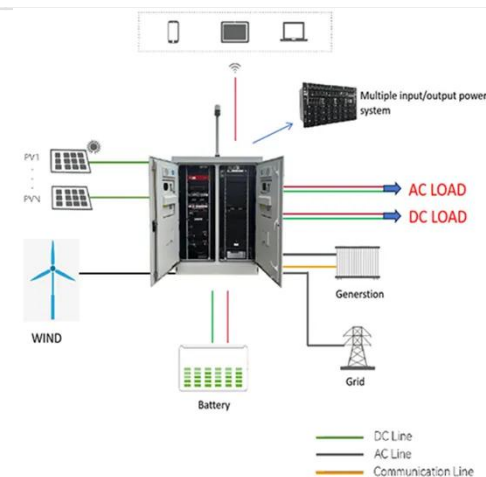 Multiple input/output power
system
PV1
PVN
AC LOAD
DC LOAD
WIND
Generstion
Grid
Battery
DC Line
AC Line
Communication Line